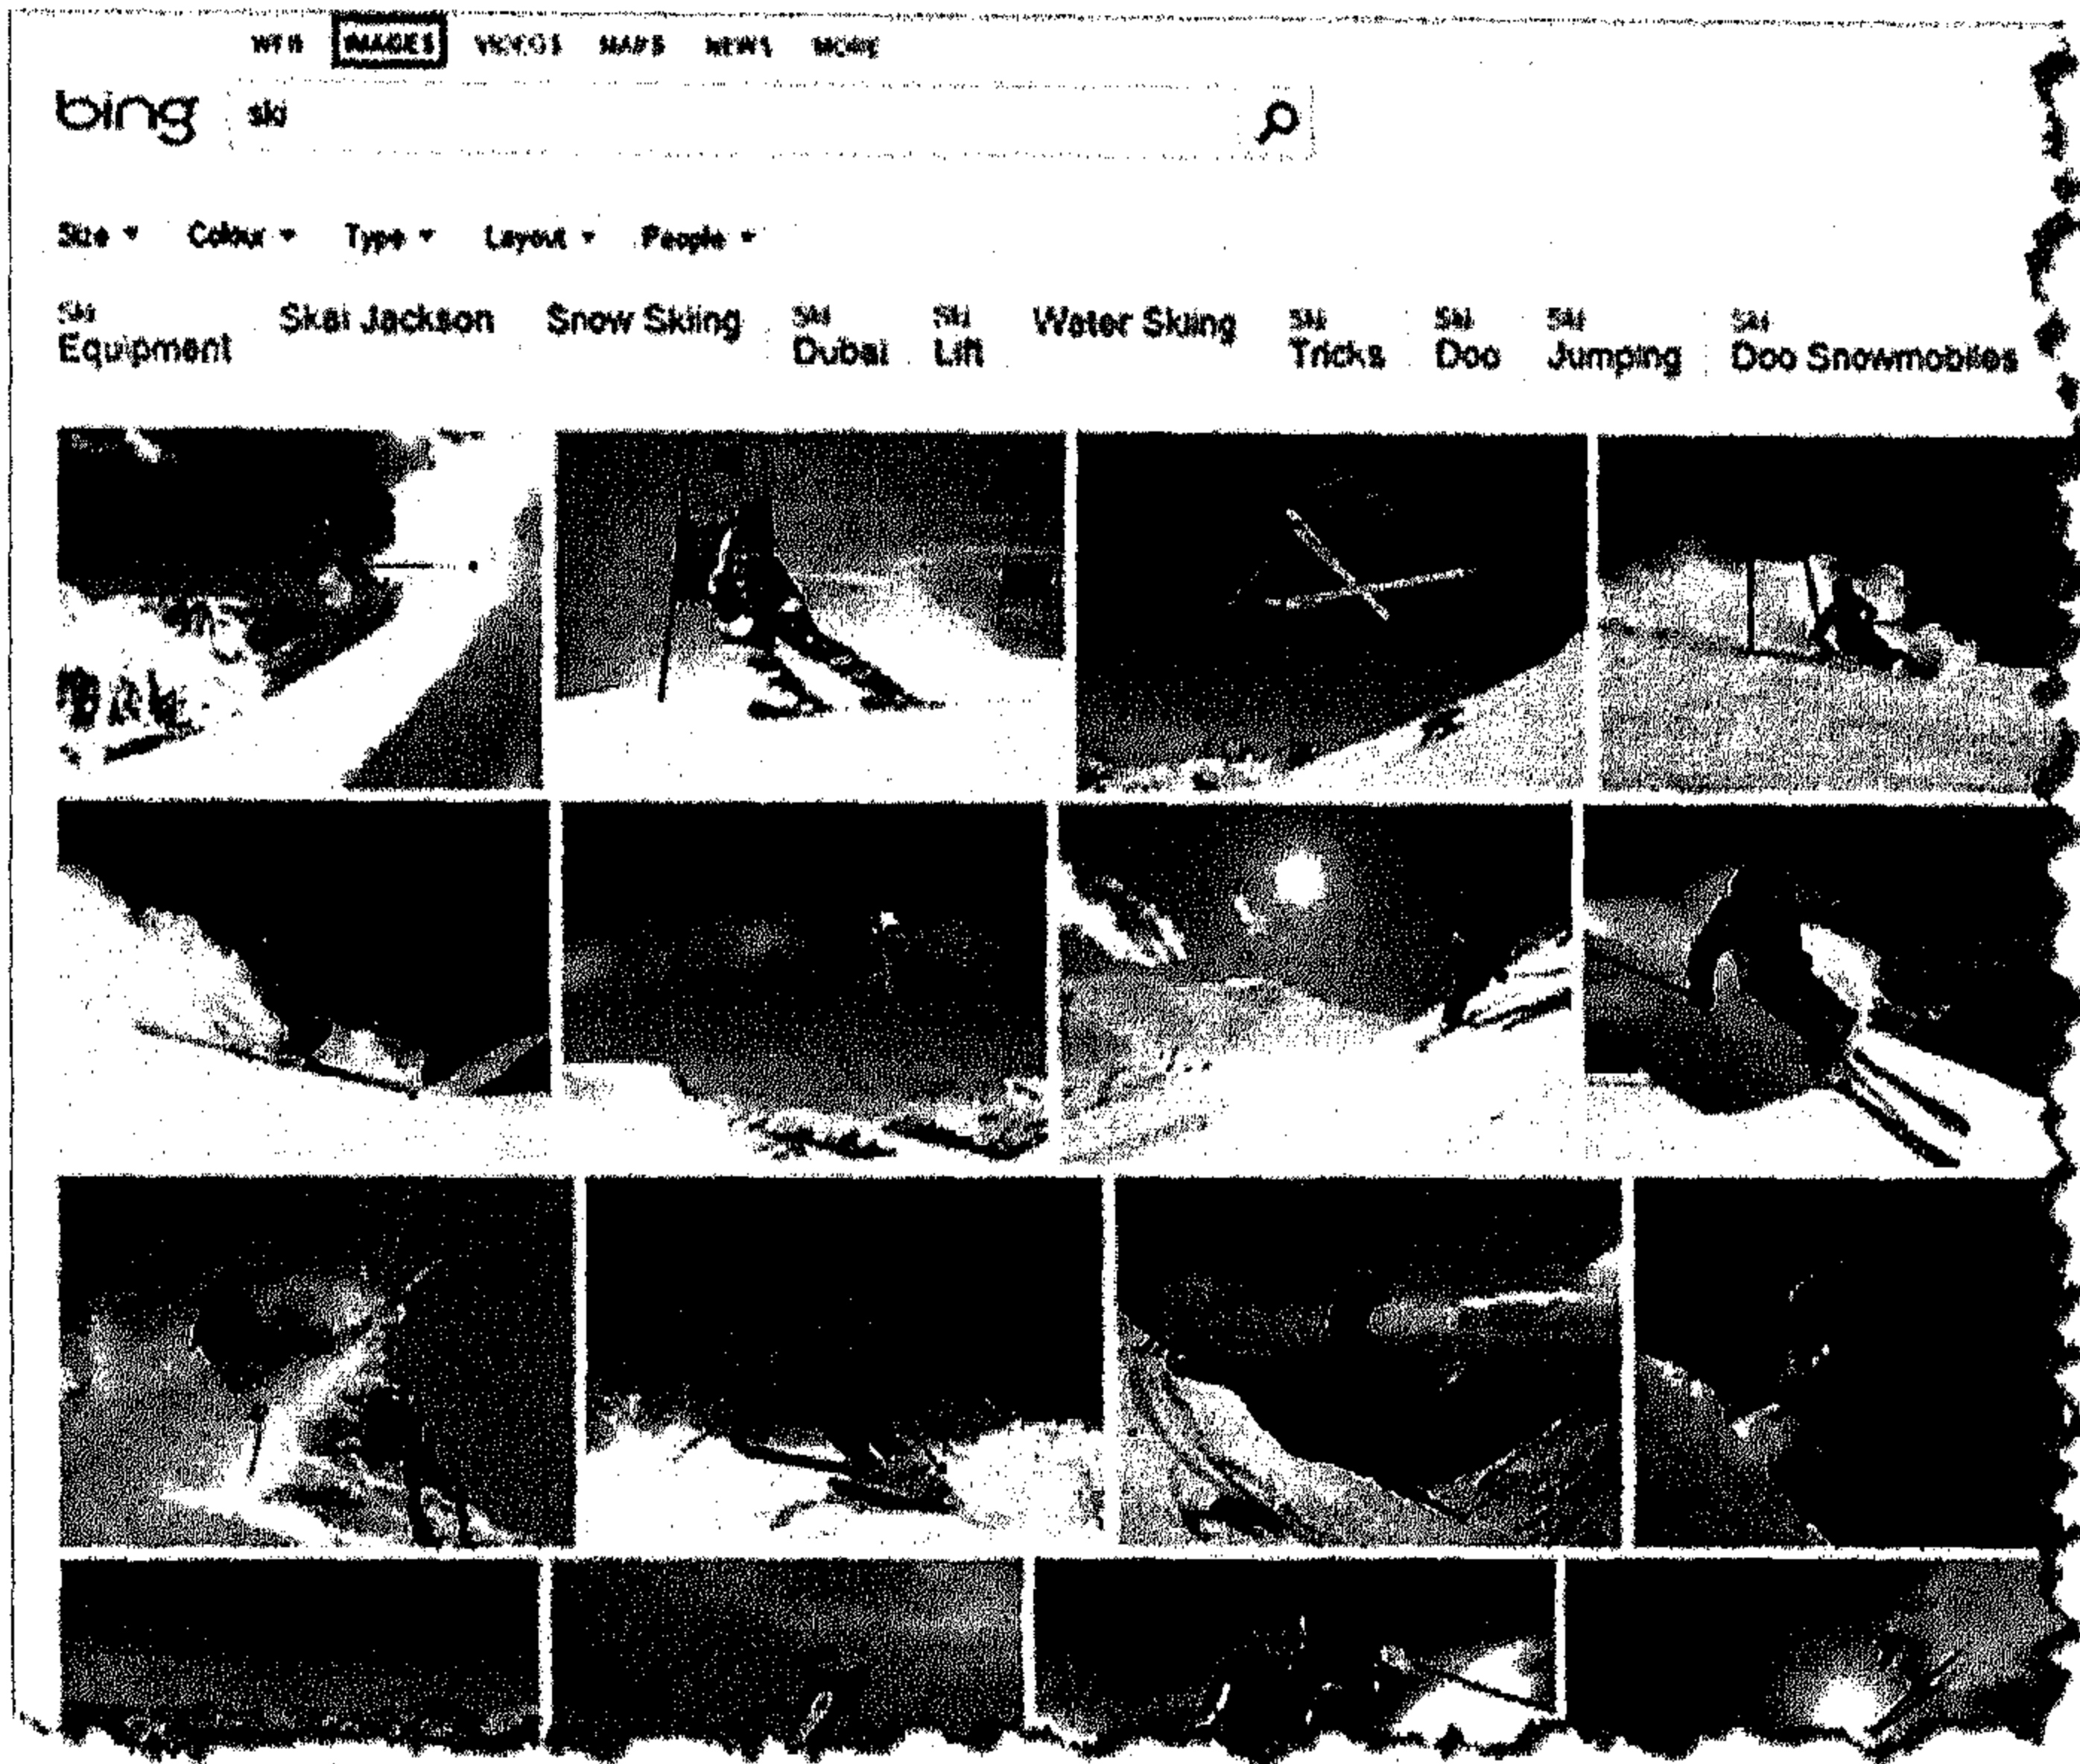 WEB IMAGES VIDEOS MAPS NEWS MORE
bing ski
Size Colour Type Layout People
Ski Equipment
Skai Jackson
Snow Skiing
Ski Dubai
Ski Lift
Water Skiing
Ski Tricks
Ski Doo
Ski Jumping
Ski Doo Snowmobiles